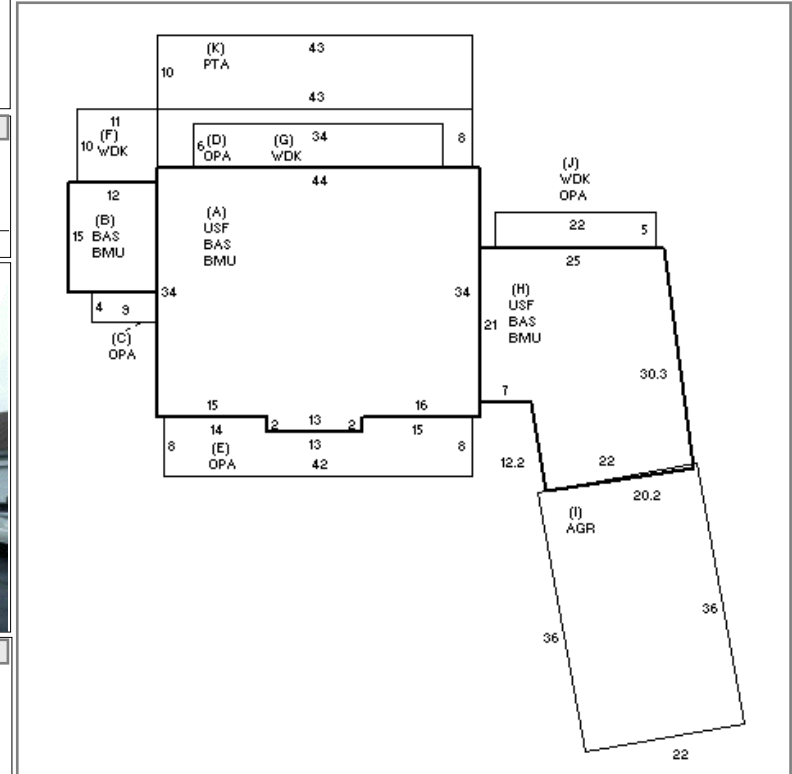 (K) 43
PTA
10
43
11
(F)
10 WDK
34
6 (D) (G) 8
OPA WDK
44
(J)
WDK
OPA
12
(B)
15 BAS
BMU
(A)
USF
BAS
BMU
22 5
25
34 34
(H)
USF
21 BAS
BMU
4 9
(C)
OPA
30.3
7
15 13 16
2 2
14 13 15
8 (E) 8
OPA 42
12.2 22
20.2
(I)
AGR
36 36
22